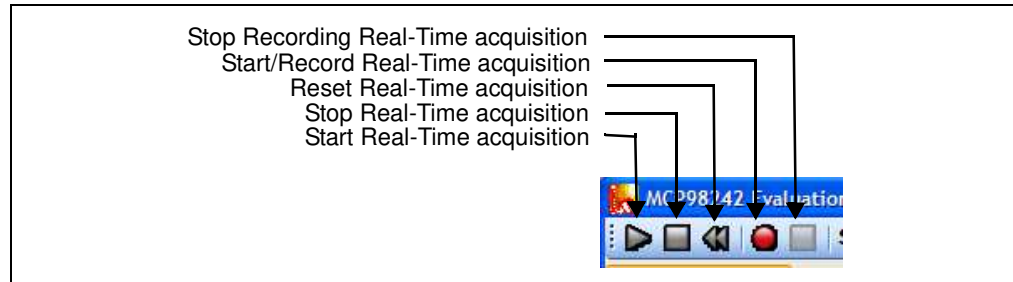 Stop Recording Real-Time acquisition
Start/Record Real-Time acquisition
Reset Real-Time acquisition
Stop Real-Time acquisition
Start Real-Time acquisition
MCP98242 Evaluation